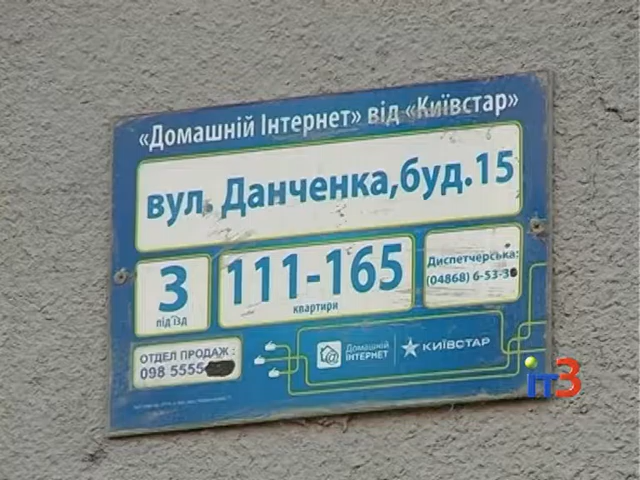 «Домашній Інтернет» від «Київстар»
вул. Данченка,буд.15
3
під'їзд
111-165
квартири
Диспетчерська:
(04868) 6-53-3
ОТДЕЛ ПРОДАЖ :
098 5555
Домашній
ІНТЕРНЕТ
КИЇВСТАР
іт3